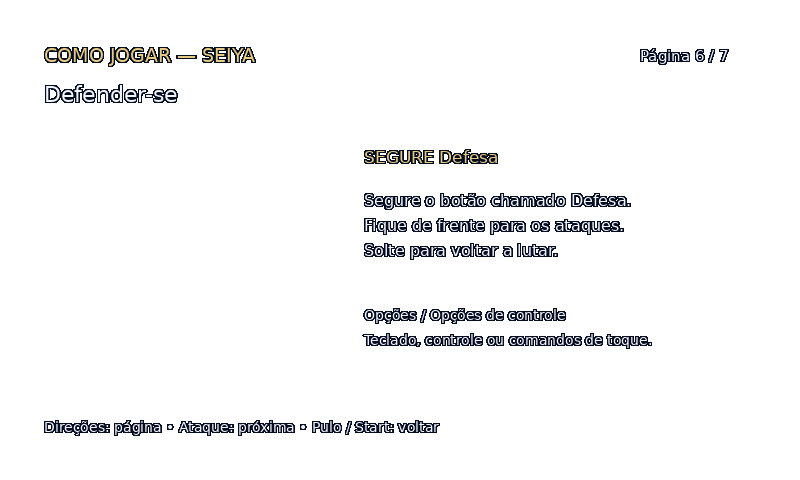 COMO JOGAR — SEIYA
Página 6 / 7
Defender-se
SEGURE Defesa
Segure o botão chamado Defesa.
Fique de frente para os ataques.
Solte para voltar a lutar.
Opções / Opções de controle
Teclado, controle ou comandos de toque.
Direções: página • Ataque: próxima • Pulo / Start: voltar